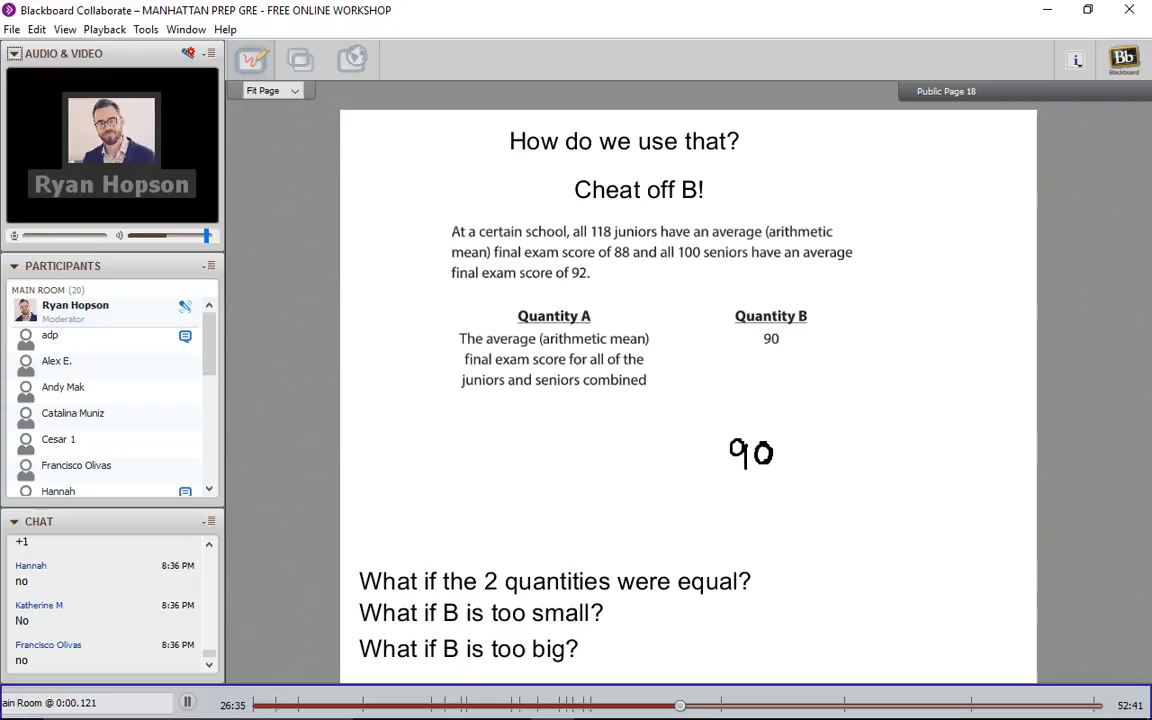 Blackboard Collaborate – MANHATTAN PREP GRE - FREE ONLINE WORKSHOP
File Edit View Playback Tools Window Help
AUDIO & VIDEO
Ryan Hopson
PARTICIPANTS
MAIN ROOM (20)
Ryan Hopson
Moderator
adp
Alex E.
Andy Mak
Catalina Muniz
Cesar 1
Francisco Olivas
Hannah
CHAT
+1
Hannah 8:36 PM
no
Katherine M 8:36 PM
No
Francisco Olivas 8:36 PM
no
Fit Page
i
Bb
Blackboard
Public Page 18
How do we use that?
Cheat off B!
At a certain school, all 118 juniors have an average (arithmetic
mean) final exam score of 88 and all 100 seniors have an average
final exam score of 92.
Quantity A Quantity B
The average (arithmetic mean) 90
final exam score for all of the
juniors and seniors combined
90
What if the 2 quantities were equal?
What if B is too small?
What if B is too big?
ain Room @ 0:00.121 26:35 52:41